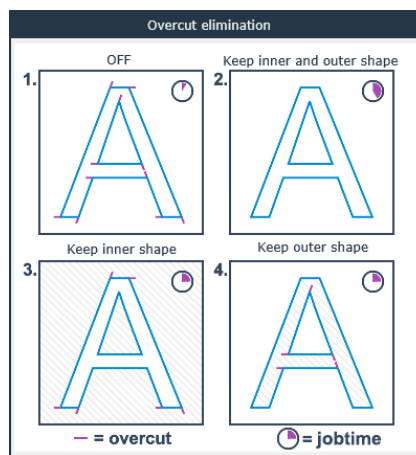 Overcut elimination
OFF
Keep inner and outer shape
1.
2.
Keep inner shape
Keep outer shape
3.
4.
= overcut
= jobtime